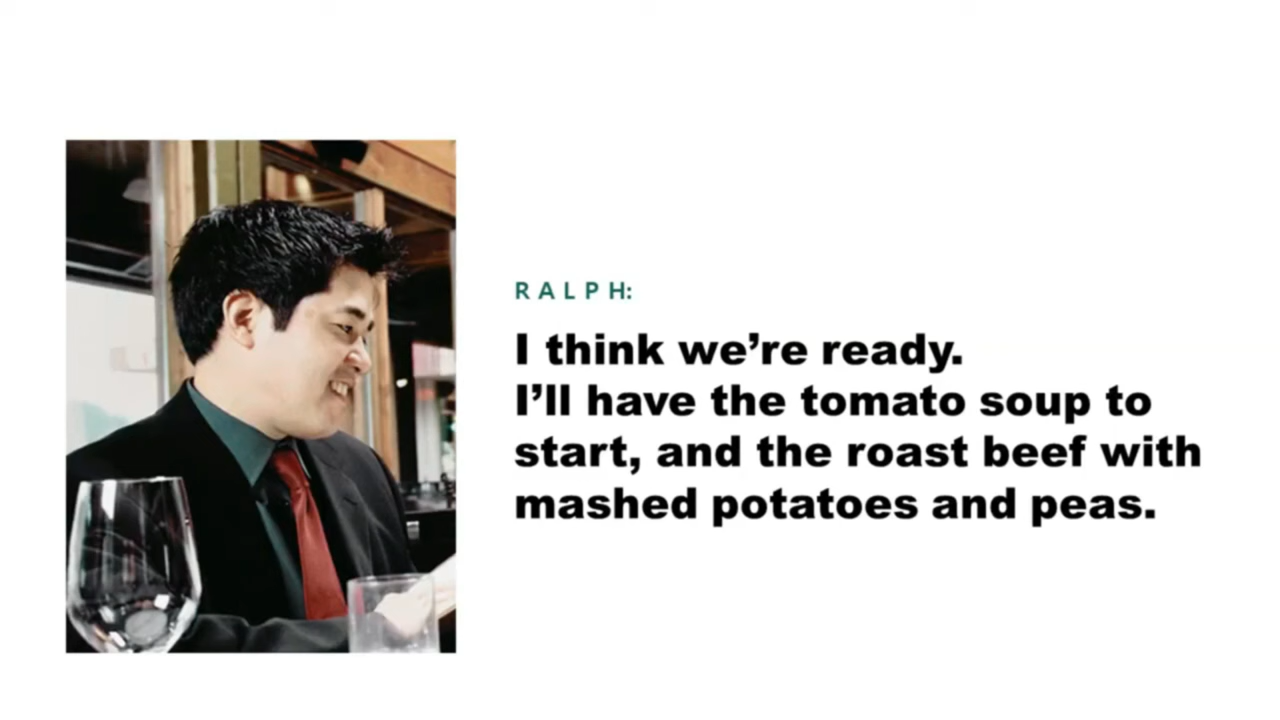 RALPH:
I think we're ready.
I'll have the tomato soup to
start, and the roast beef with
mashed potatoes and peas.